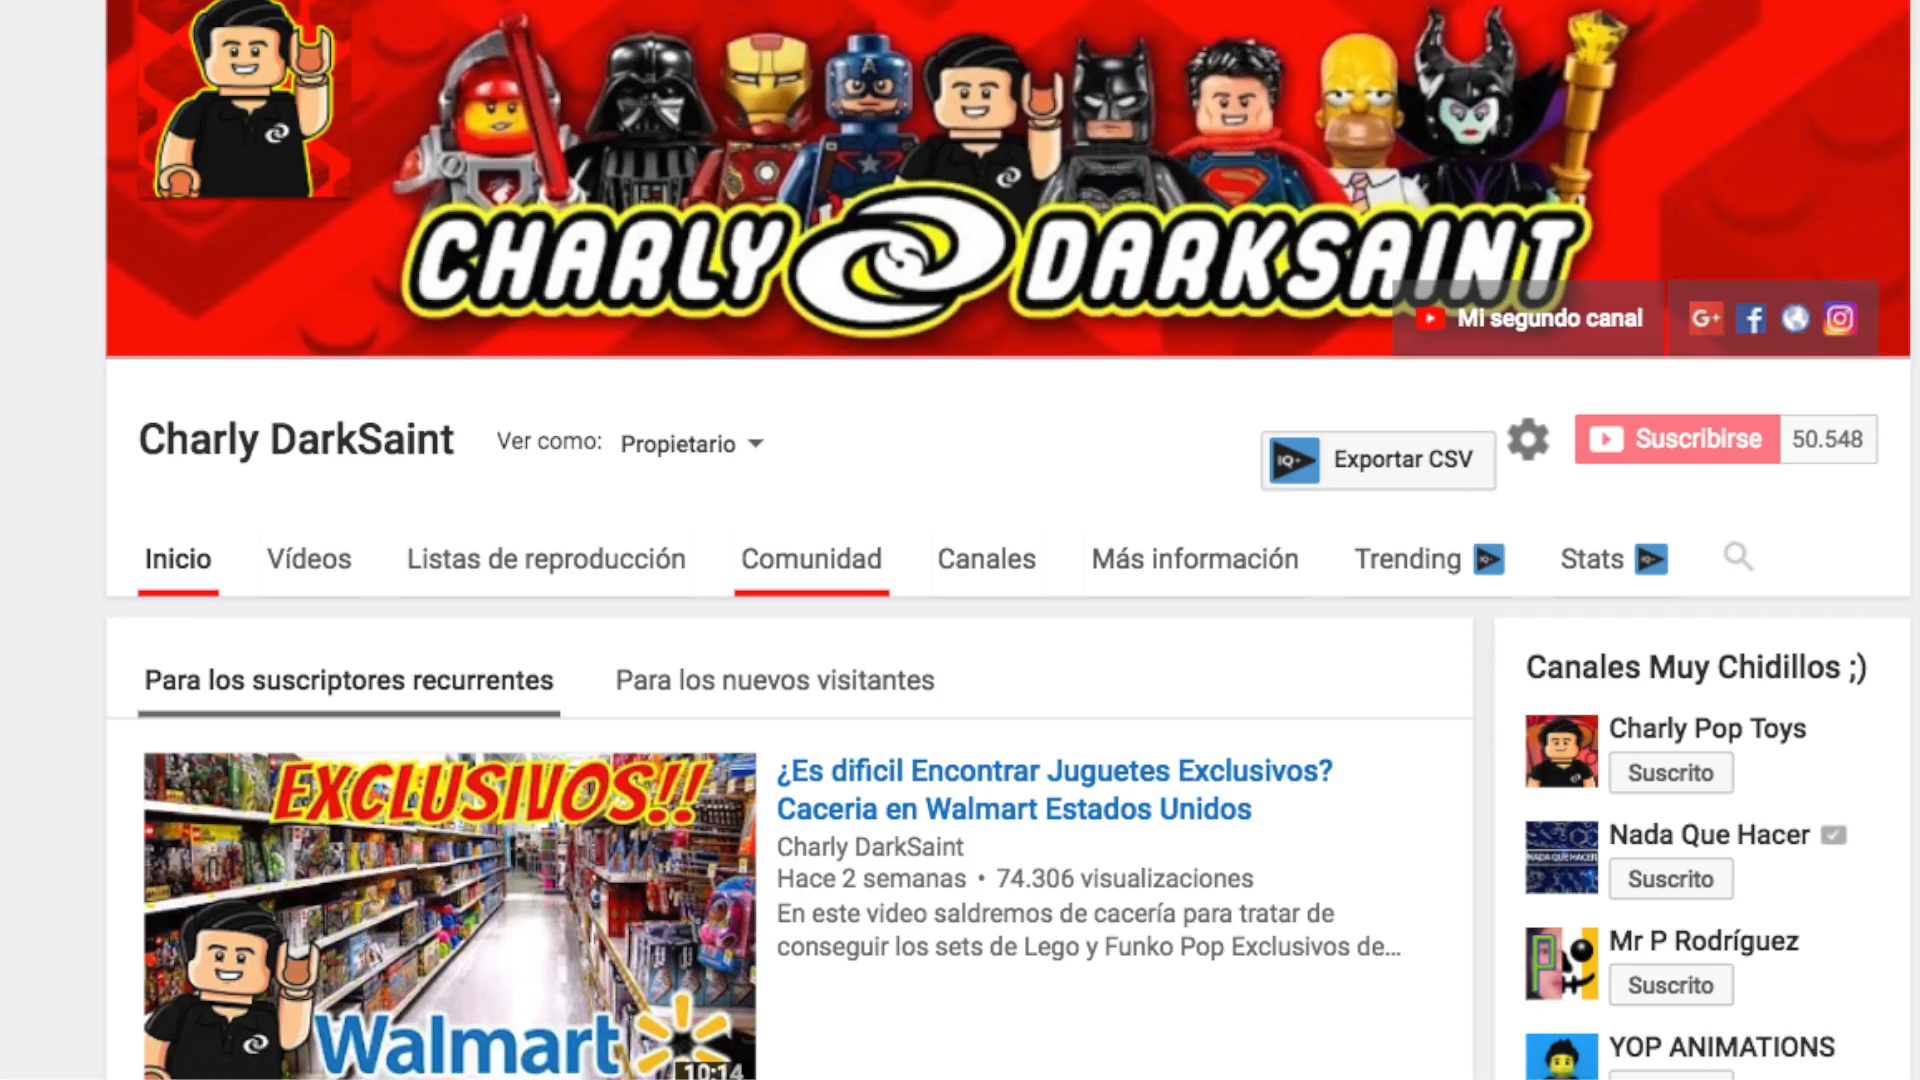 CHARLY DARKSAINT
Mi segundo canal
G+
Charly DarkSaint
Ver como: Propietario
IQ+ Exportar CSV
Suscribirse 50.548
Inicio Vídeos Listas de reproducción Comunidad Canales Más información Trending Stats
Para los suscriptores recurrentes Para los nuevos visitantes
EXCLUSIVOS!!
Walmart
10:14
¿Es dificil Encontrar Juguetes Exclusivos?
Caceria en Walmart Estados Unidos
Charly DarkSaint
Hace 2 semanas • 74.306 visualizaciones
En este video saldremos de cacería para tratar de
conseguir los sets de Lego y Funko Pop Exclusivos de...
Canales Muy Chidillos ;)
Charly Pop Toys
Suscrito
NADA QUE HACER
Nada Que Hacer
Suscrito
Mr P Rodríguez
Suscrito
YOP ANIMATIONS